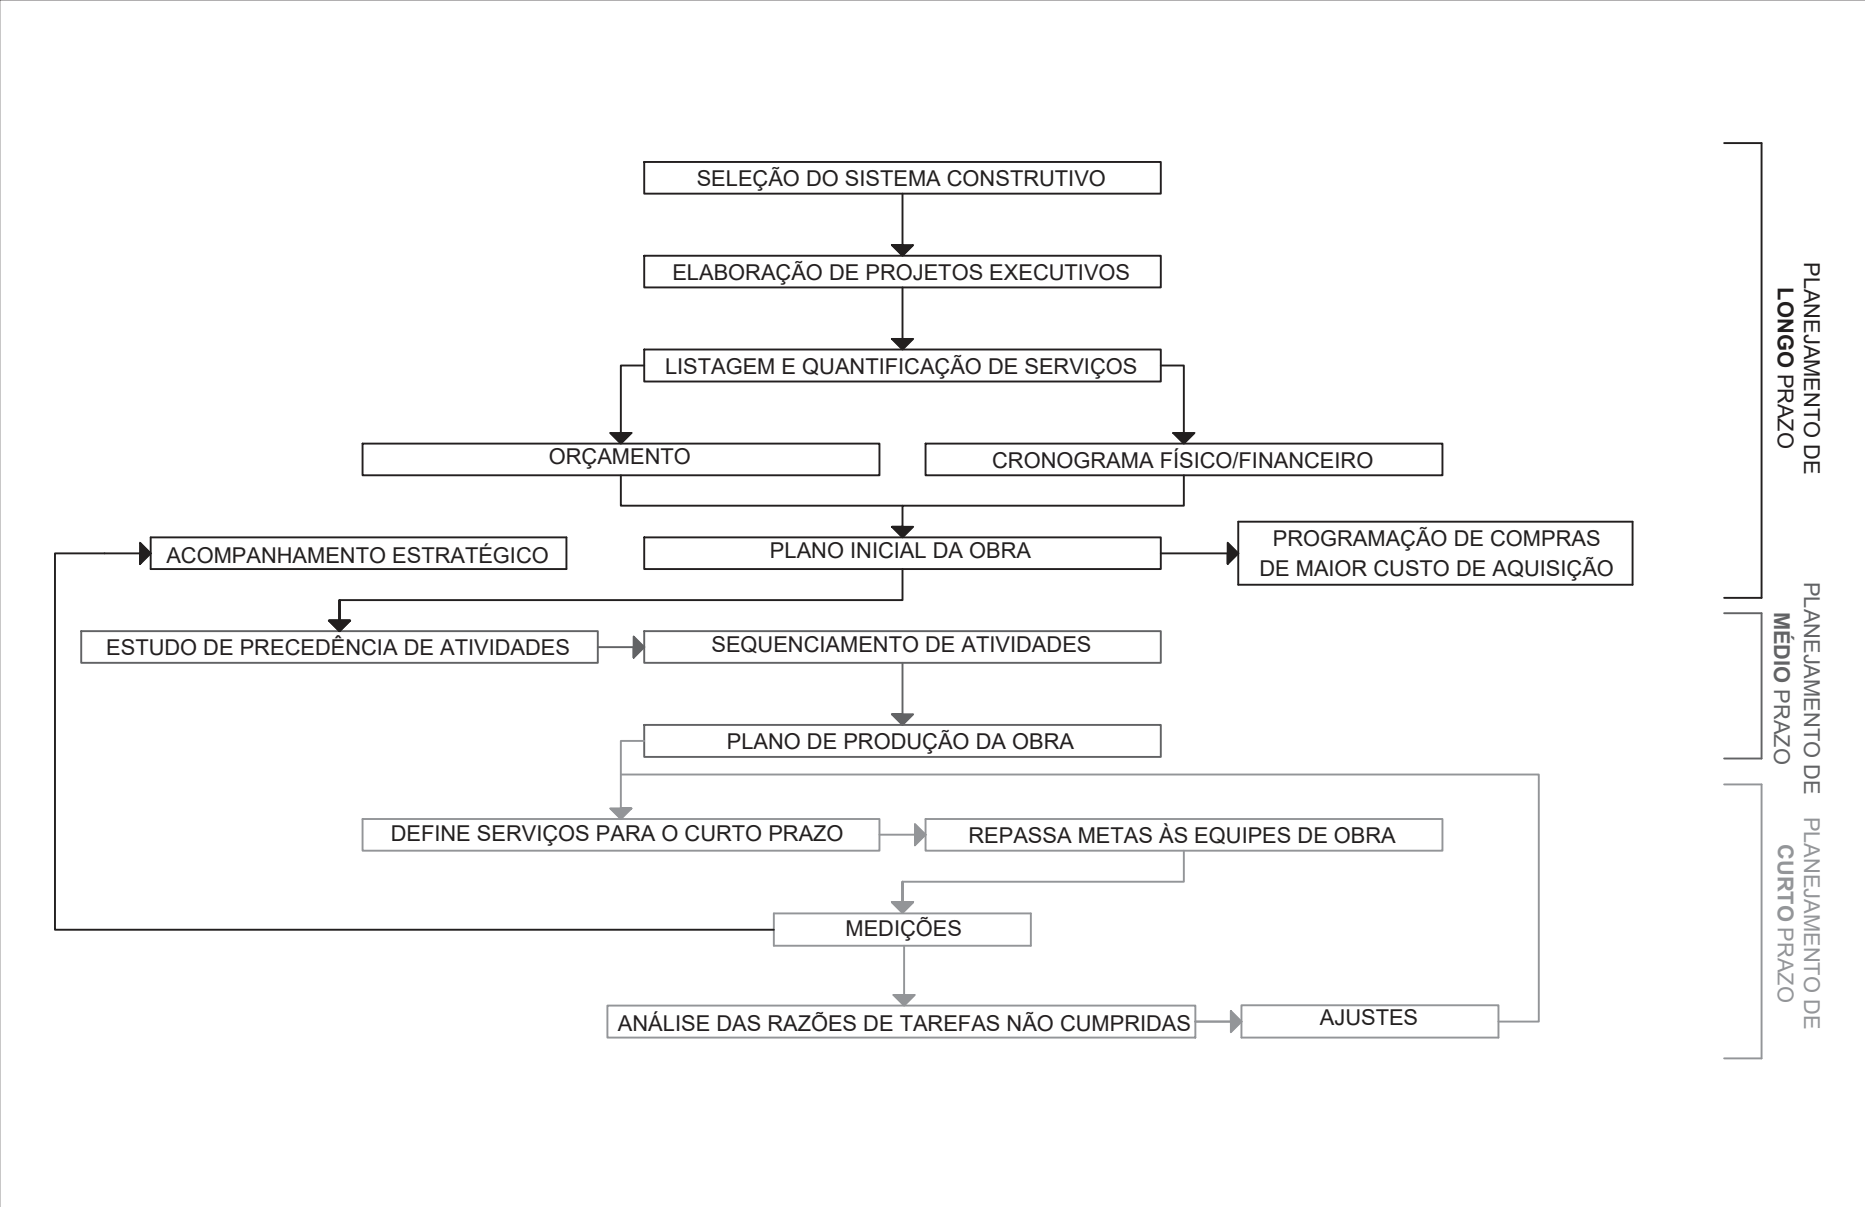 SELEÇÃO DO SISTEMA CONSTRUTIVO
ELABORAÇÃO DE PROJETOS EXECUTIVOS
LISTAGEM E QUANTIFICAÇÃO DE SERVIÇOS
ORÇAMENTO
CRONOGRAMA FÍSICO/FINANCEIRO
ACOMPANHAMENTO ESTRATÉGICO
PLANO INICIAL DA OBRA
PROGRAMAÇÃO DE COMPRAS
DE MAIOR CUSTO DE AQUISIÇÃO
PLANEJAMENTO DE
LONGO PRAZO
ESTUDO DE PRECEDÊNCIA DE ATIVIDADES
SEQUENCIAMENTO DE ATIVIDADES
PLANO DE PRODUÇÃO DA OBRA
PLANEJAMENTO DE
MÉDIO PRAZO
DEFINE SERVIÇOS PARA O CURTO PRAZO
REPASSA METAS ÀS EQUIPES DE OBRA
MEDIÇÕES
ANÁLISE DAS RAZÕES DE TAREFAS NÃO CUMPRIDAS
AJUSTES
PLANEJAMENTO DE
CURTO PRAZO